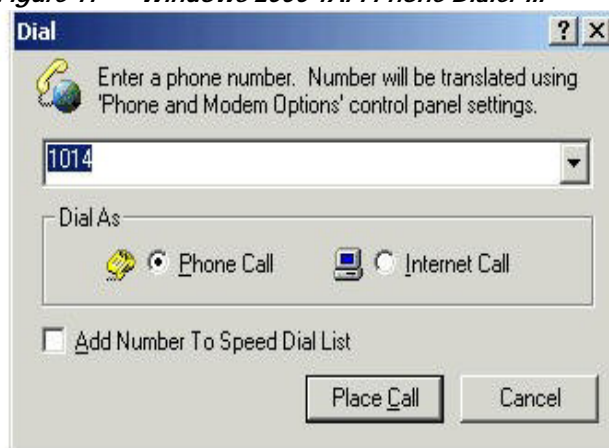 Dial
Enter a phone number. Number will be translated using
'Phone and Modem Options' control panel settings.
1014
Dial As
Phone Call Internet Call
Add Number To Speed Dial List
Place Call Cancel